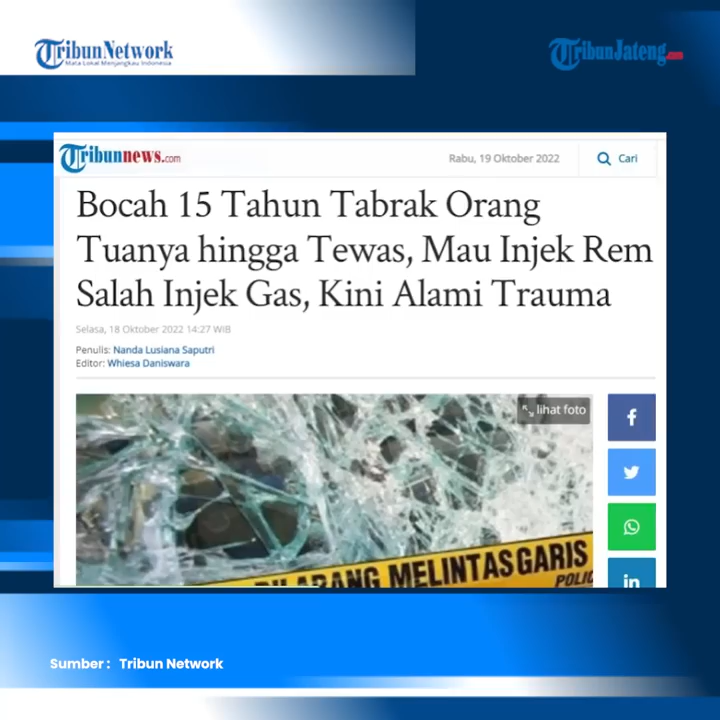 TribunNetwork
Mata Lokal Menjangkau Indonesia
TribunJateng
Tribunnews.com
Rabu, 19 Oktober 2022
Cari
Bocah 15 Tahun Tabrak Orang
Tuanya hingga Tewas, Mau Injek Rem
Salah Injek Gas, Kini Alami Trauma
Selasa, 18 Oktober 2022 14:27 WIB
Penulis: Nanda Lusiana Saputri
Editor: Whiesa Daniswara
lihat foto
DILARANG MELINTAS GARIS
Sumber : Tribun Network